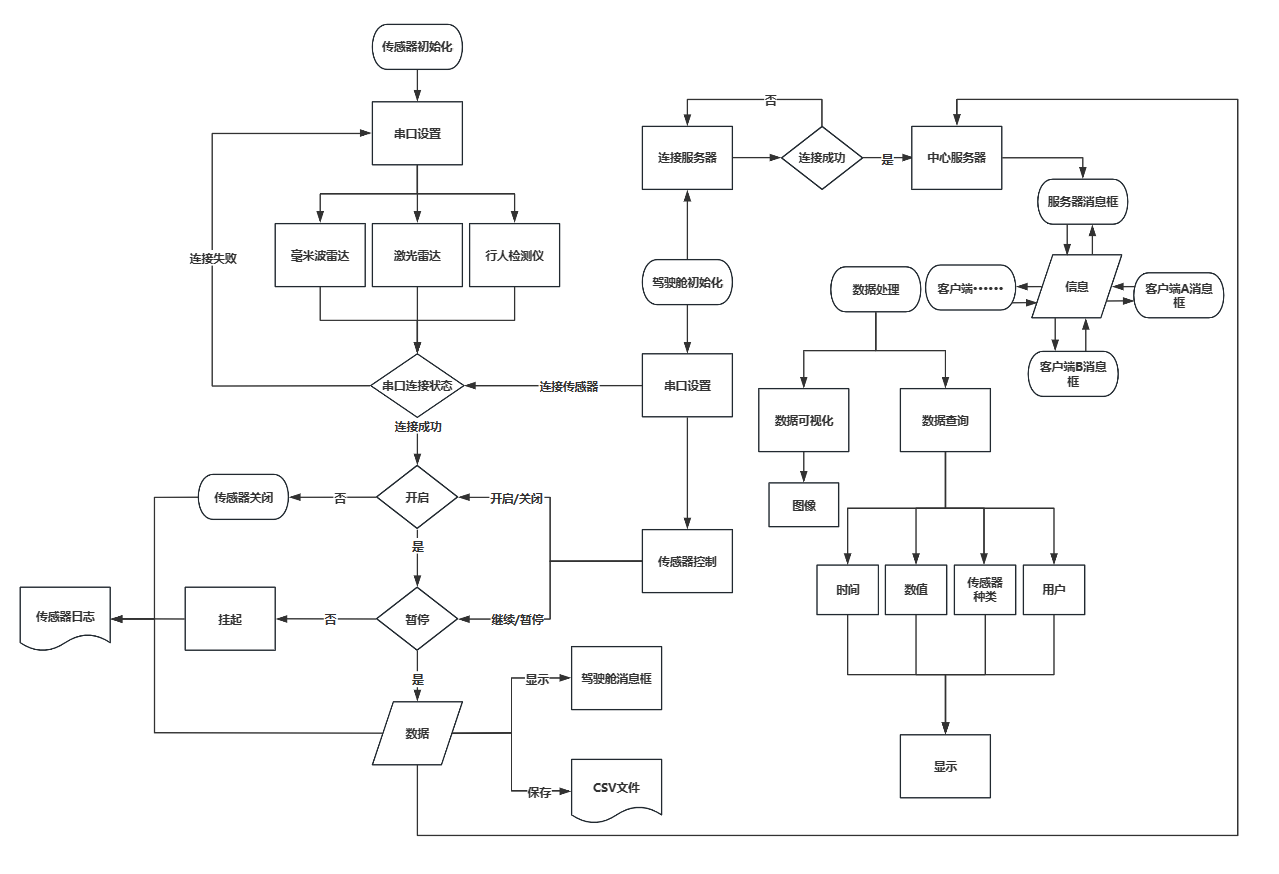 传感器初始化
串口设置
毫米波雷达
激光雷达
行人检测仪
连接失败
串口连接状态
连接成功
开启
否
传感器关闭
是
暂停
否
挂起
传感器日志
是
数据
显示
驾驶舱消息框
保存
CSV文件
否
连接服务器
连接成功
是
中心服务器
驾驶舱初始化
串口设置
连接传感器
传感器控制
开启/关闭
继续/暂停
服务器消息框
信息
客户端••••••
客户端A消息
框
客户端B消息
框
数据处理
数据可视化
图像
数据查询
时间
数值
传感器
种类
用户
显示